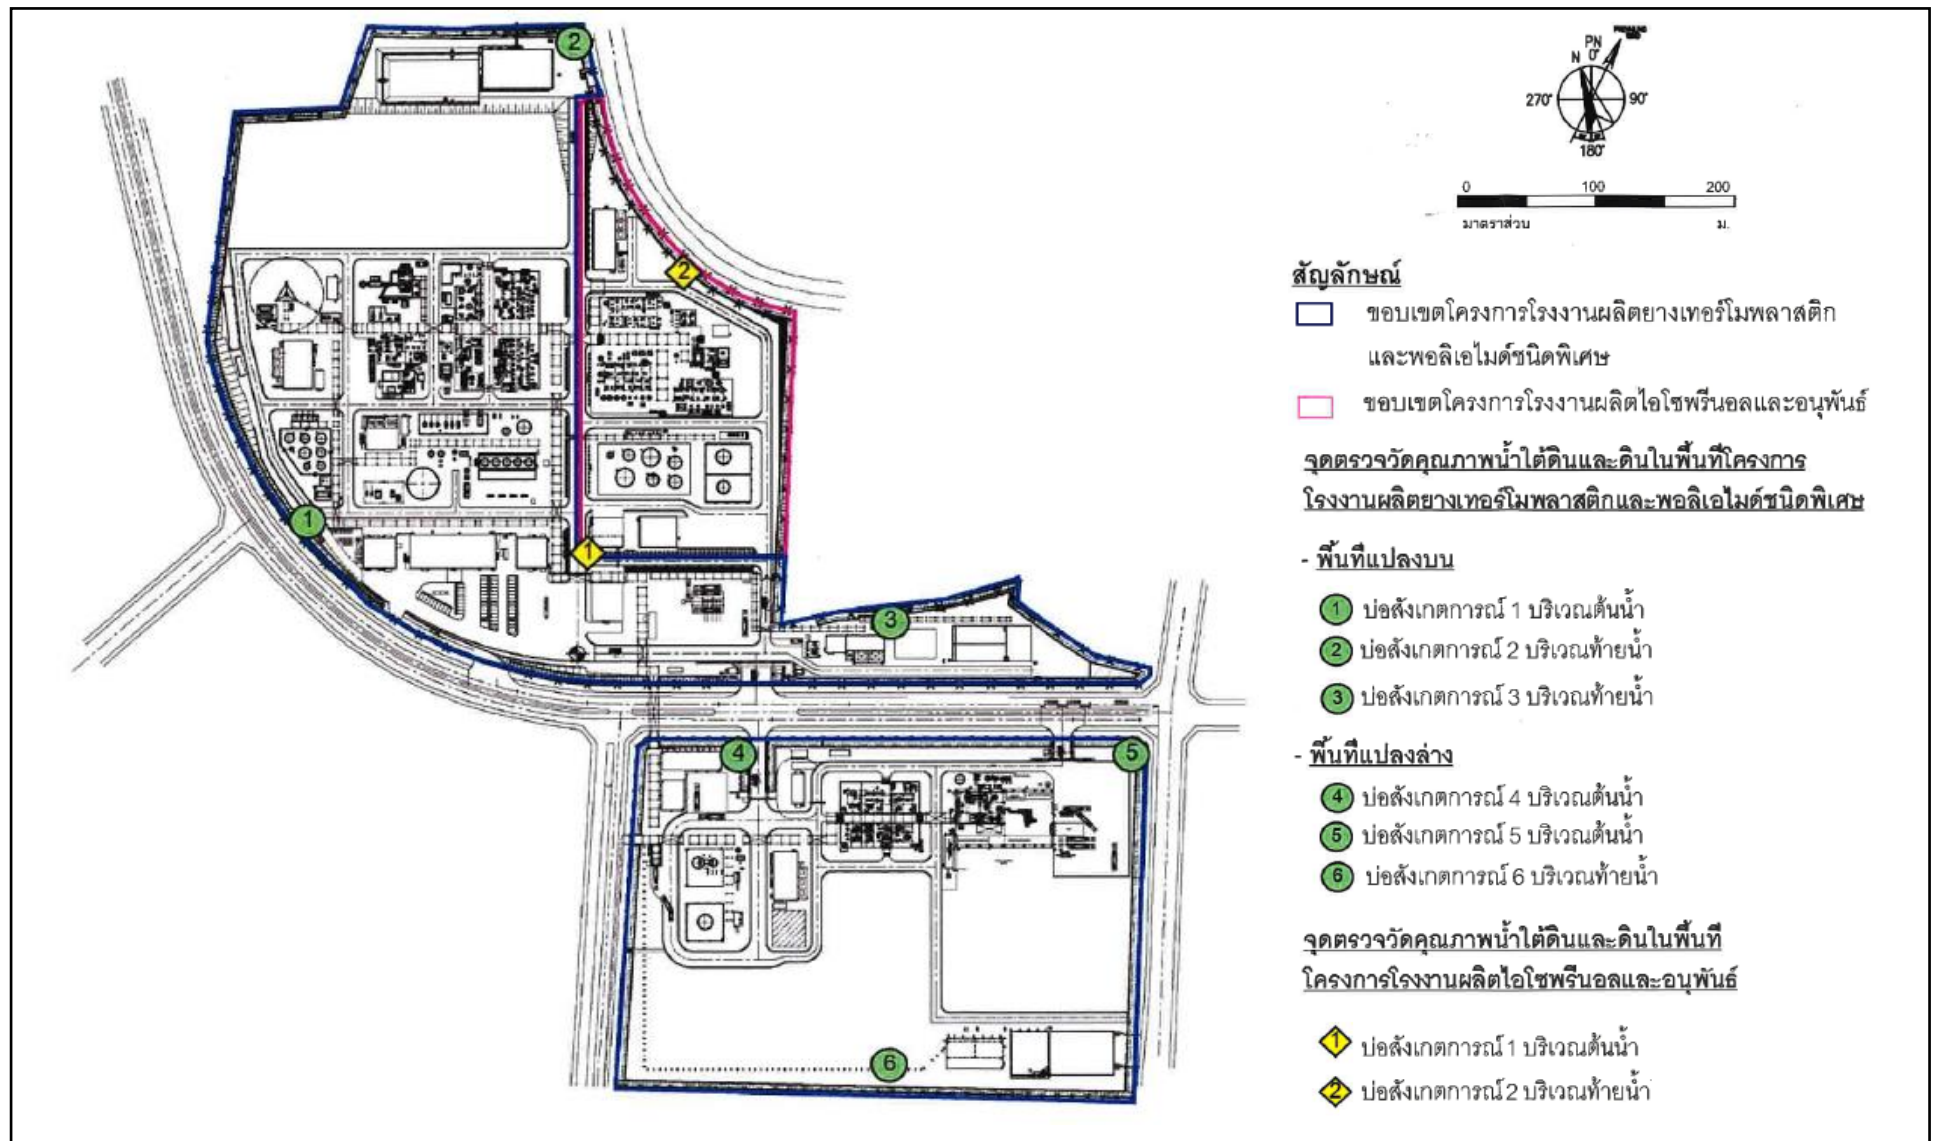 PN
N 0°
270° 90°
180°
0 100 200
มาตราส่วน ม.
สัญลักษณ์
ขอบเขตโครงการโรงงานผลิตยางเทอร์โมพลาสติก
และพอลิเอไมด์ชนิดพิเศษ
ขอบเขตโครงการโรงงานผลิตไอโซพรีนอลและอนุพันธ์
จุดตรวจวัดคุณภาพน้ำใต้ดินและดินในพื้นที่โครงการ
โรงงานผลิตยางเทอร์โมพลาสติกและพอลิเอไมด์ชนิดพิเศษ
- พื้นที่แปลงบน
1 บ่อสังเกตการณ์ 1 บริเวณต้นน้ำ
2 บ่อสังเกตการณ์ 2 บริเวณท้ายน้ำ
3 บ่อสังเกตการณ์ 3 บริเวณท้ายน้ำ
- พื้นที่แปลงล่าง
4 บ่อสังเกตการณ์ 4 บริเวณต้นน้ำ
5 บ่อสังเกตการณ์ 5 บริเวณต้นน้ำ
6 บ่อสังเกตการณ์ 6 บริเวณท้ายน้ำ
จุดตรวจวัดคุณภาพน้ำใต้ดินและดินในพื้นที่
โครงการโรงงานผลิตไอโซพรีนอลและอนุพันธ์
1 บ่อสังเกตการณ์ 1 บริเวณต้นน้ำ
2 บ่อสังเกตการณ์ 2 บริเวณท้ายน้ำ
2
2
1
1
3
4
5
6